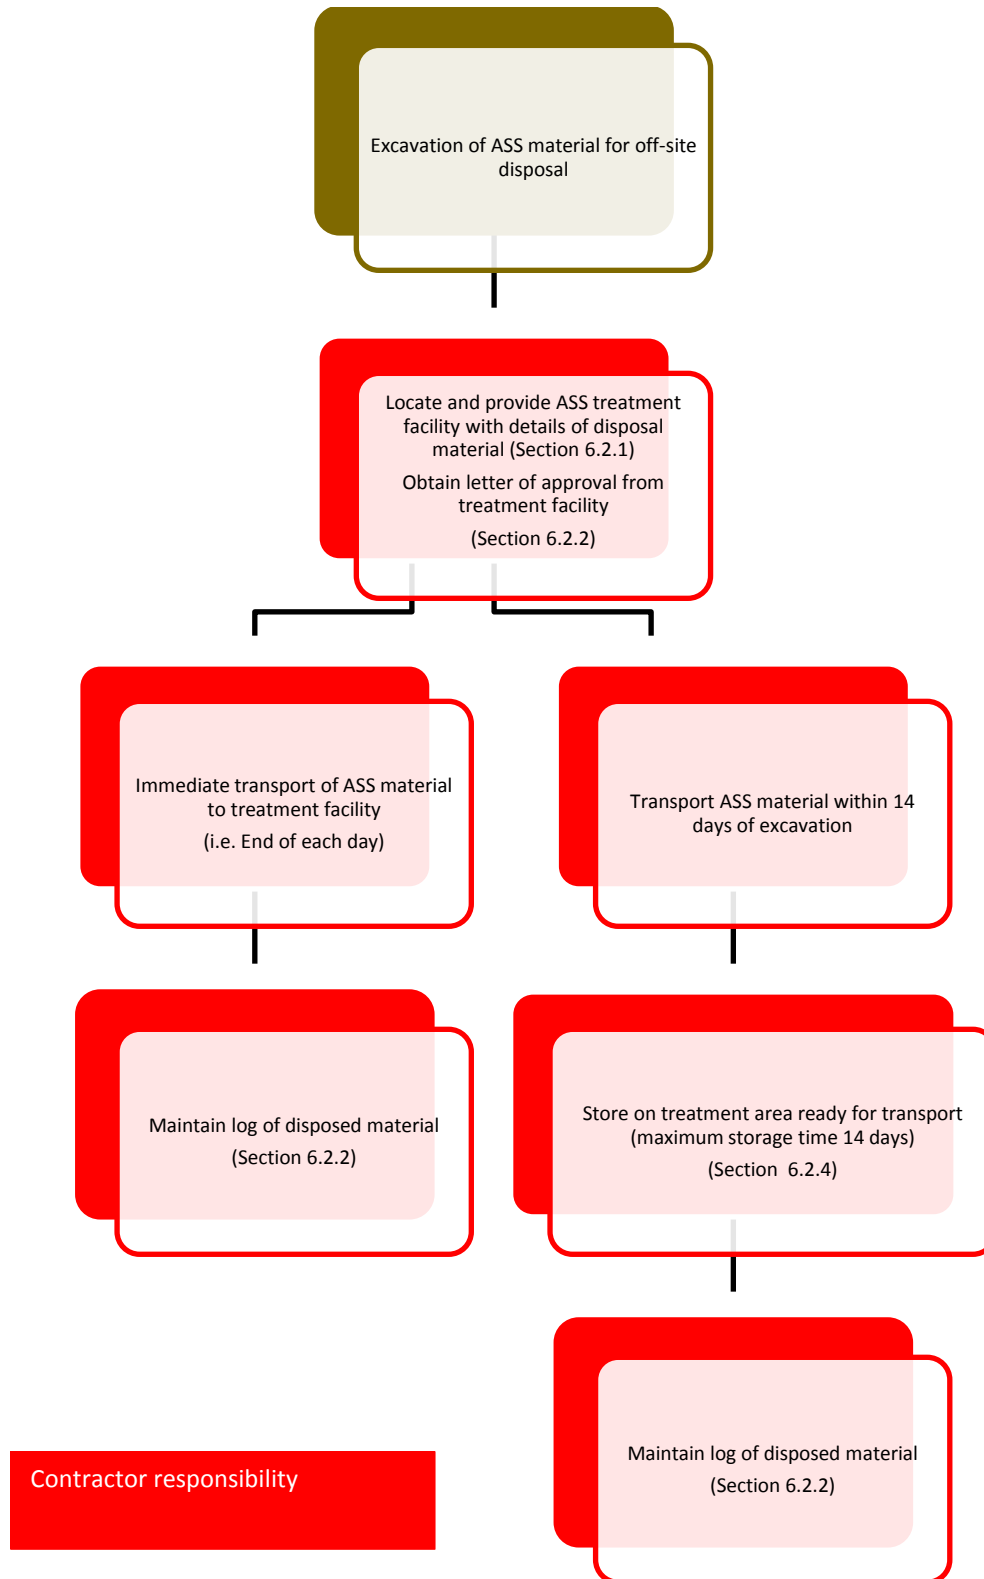 Excavation of ASS material for off-site
disposal
Locate and provide ASS treatment
facility with details of disposal
material (Section 6.2.1)
Obtain letter of approval from
treatment facility
(Section 6.2.2)
Immediate transport of ASS material
to treatment facility
(i.e. End of each day)
Transport ASS material within 14
days of excavation
Maintain log of disposed material
(Section 6.2.2)
Store on treatment area ready for transport
(maximum storage time 14 days)
(Section  6.2.4)
Maintain log of disposed material
(Section 6.2.2)
Contractor responsibility